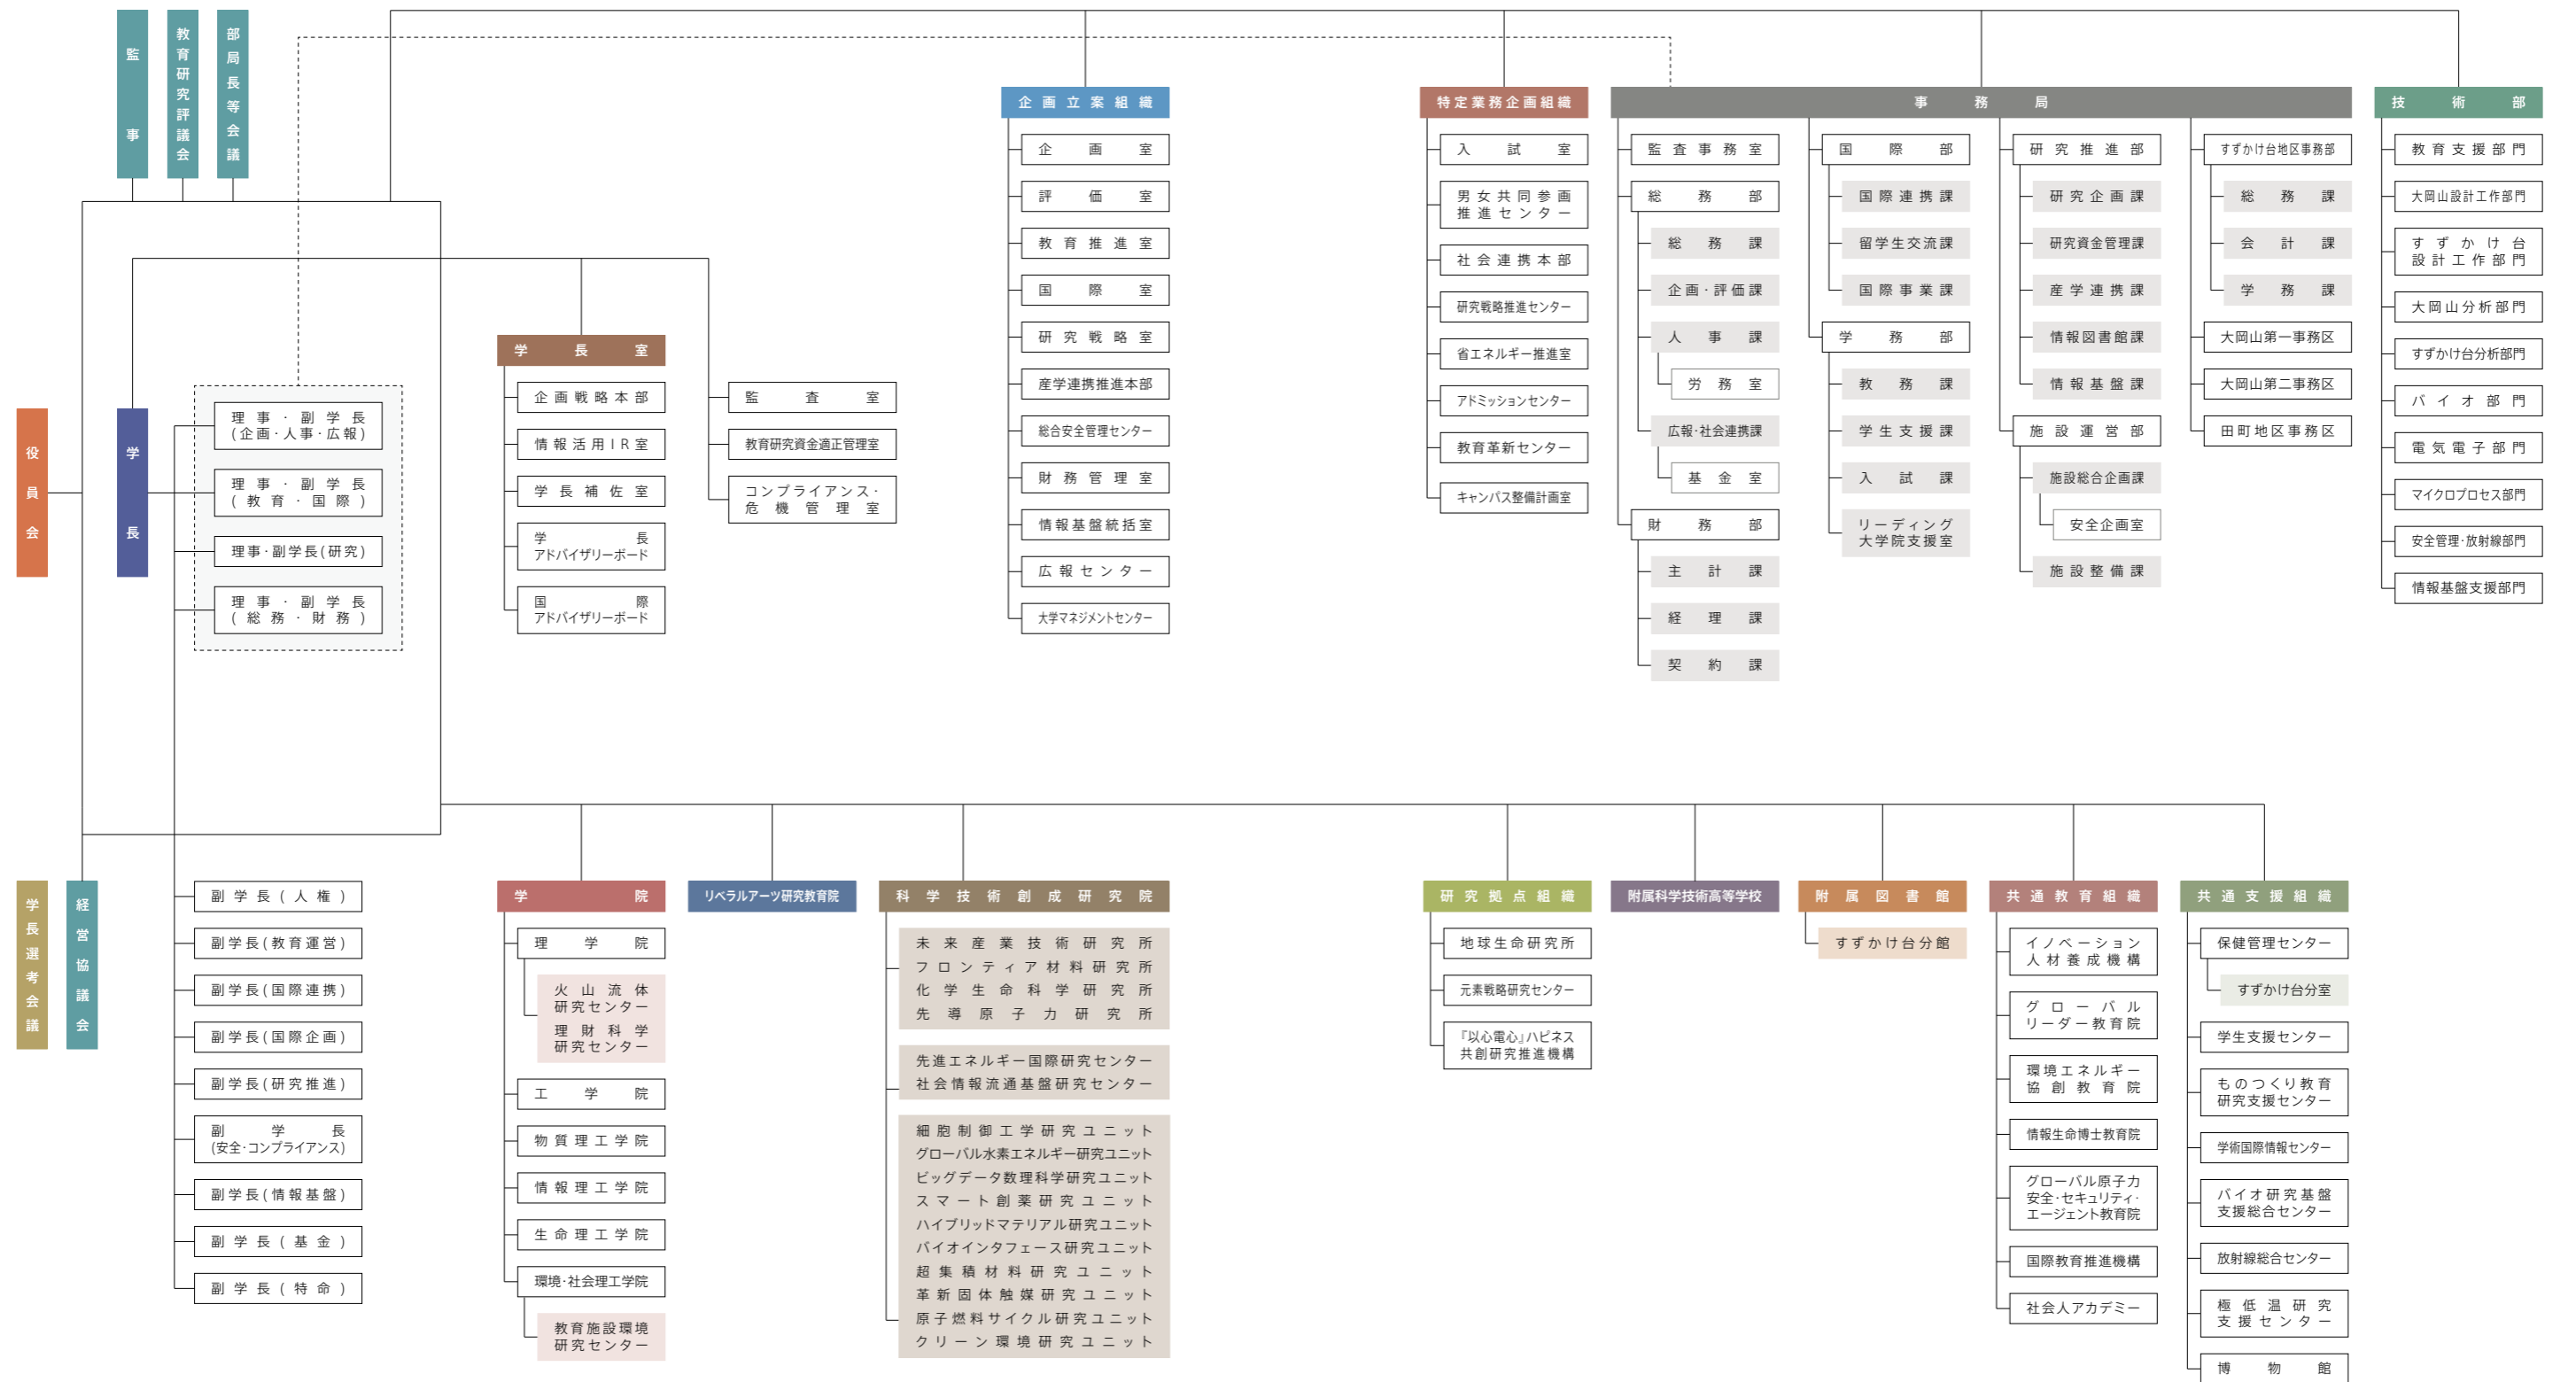 監事
教育研究評議会
部局長等会議
役員会
学長
理事・副学長
(企画・人事・広報)
理事・副学長
(教育・国際)
理事・副学長(研究)
理事・副学長
(総務・財務)
学長室
企画戦略本部
情報活用IR室
学長補佐室
学長
アドバイザリーボード
国際
アドバイザリーボード
監査室
教育研究資金適正管理室
コンプライアンス・
危機管理室
企画立案組織
企画室
評価室
教育推進室
国際室
研究戦略室
産学連携推進本部
総合安全管理センター
財務管理室
情報基盤統括室
広報センター
大学マネジメントセンター
特定業務企画組織
入試室
男女共同参画
推進センター
社会連携本部
研究戦略推進センター
省エネルギー推進室
アドミッションセンター
教育革新センター
キャンパス整備計画室
事務局
監査事務室
総務部
総務課
企画・評価課
人事課
労務室
広報・社会連携課
基金室
財務部
主計課
経理課
契約課
国際部
国際連携課
留学生交流課
国際事業課
学務部
教務課
学生支援課
入試課
リーディング
大学院支援室
研究推進部
研究企画課
研究資金管理課
産学連携課
情報図書館課
情報基盤課
施設運営部
施設総合企画課
安全企画室
施設整備課
すずかけ台地区事務部
総務課
会計課
学務課
大岡山第一事務区
大岡山第二事務区
田町地区事務区
技術部
教育支援部門
大岡山設計工作部門
すずかけ台
設計工作部門
大岡山分析部門
すずかけ台分析部門
バイオ部門
電気電子部門
マイクロプロセス部門
安全管理・放射線部門
情報基盤支援部門
学長選考会議
経営協議会
副学長(人権)
副学長(教育運営)
副学長(国際連携)
副学長(国際企画)
副学長(研究推進)
副学長
(安全・コンプライアンス)
副学長(情報基盤)
副学長(基金)
副学長(特命)
学院
理学院
火山流体
研究センター
理財科学
研究センター
工学院
物質理工学院
情報理工学院
生命理工学院
環境・社会理工学院
教育施設環境
研究センター
リベラルアーツ研究教育院
科学技術創成研究院
未来産業技術研究所
フロンティア材料研究所
化学生命科学研究所
先導原子力研究所
先進エネルギー国際研究センター
社会情報流通基盤研究センター
細胞制御工学研究ユニット
グローバル水素エネルギー研究ユニット
ビッグデータ数理科学研究ユニット
スマート創薬研究ユニット
ハイブリッドマテリアル研究ユニット
バイオインタフェース研究ユニット
超集積材料研究ユニット
革新固体触媒研究ユニット
原子燃料サイクル研究ユニット
クリーン環境研究ユニット
研究拠点組織
地球生命研究所
元素戦略研究センター
『以心電心』ハピネス
共創研究推進機構
附属科学技術高等学校
附属図書館
すずかけ台分館
共通教育組織
イノベーション
人材養成機構
グローバル
リーダー教育院
環境エネルギー
協創教育院
情報生命博士教育院
グローバル原子力
安全・セキュリティ・
エージェント教育院
国際教育推進機構
社会人アカデミー
共通支援組織
保健管理センター
すずかけ台分室
学生支援センター
ものつくり教育
研究支援センター
学術国際情報センター
バイオ研究基盤
支援総合センター
放射線総合センター
極低温研究
支援センター
博物館